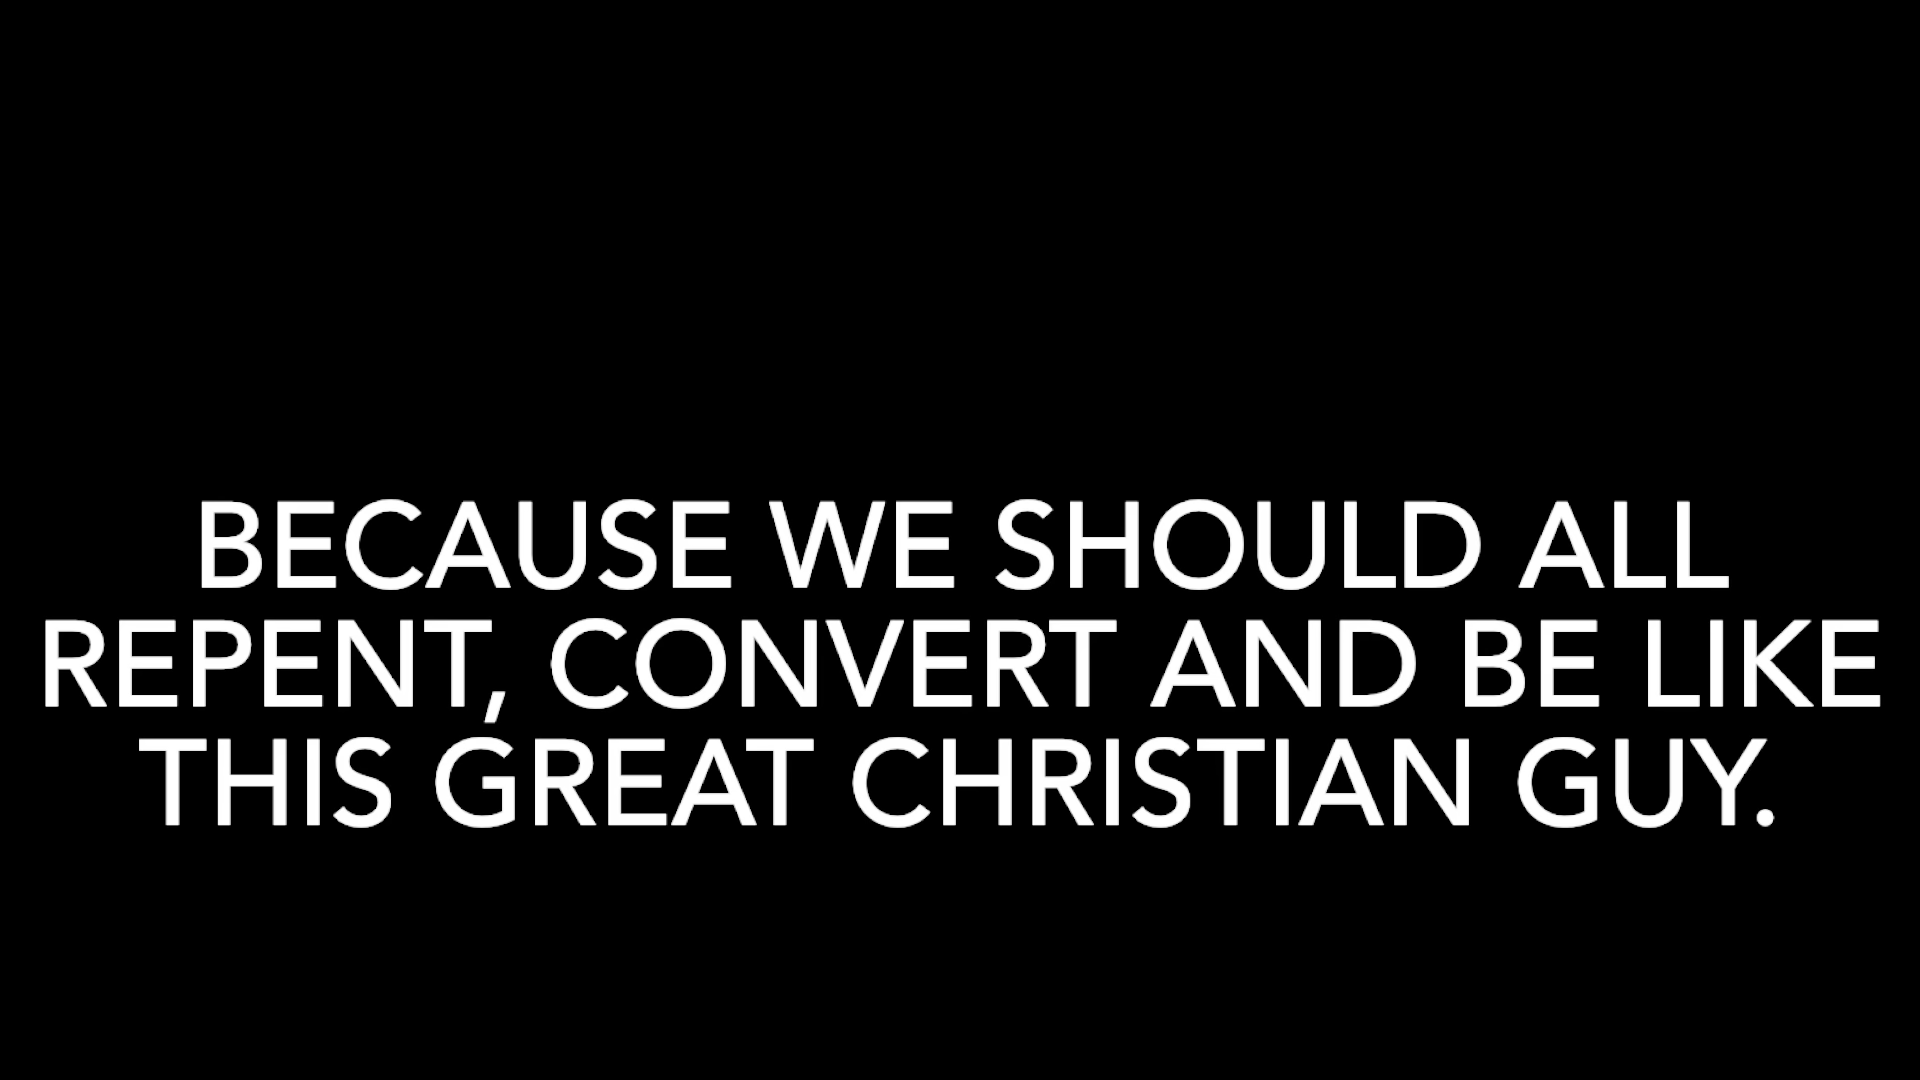 BECAUSE WE SHOULD ALL
REPENT, CONVERT AND BE LIKE
THIS GREAT CHRISTIAN GUY.